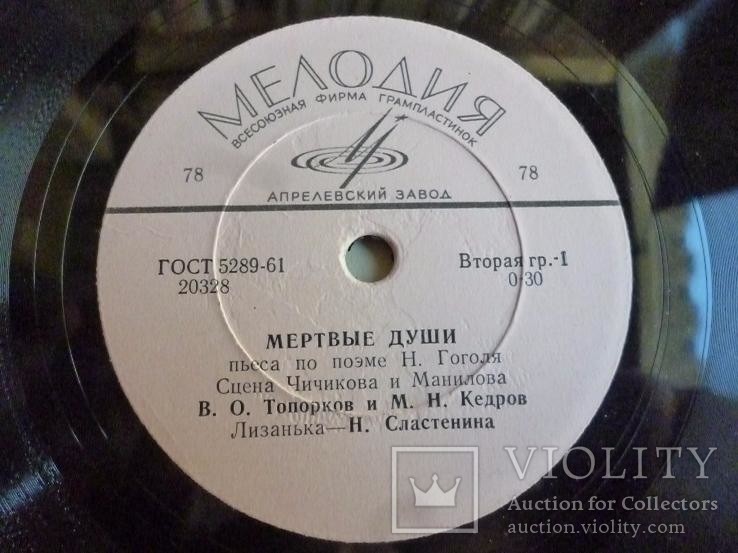 МЕЛОДИЯ
ВСЕСОЮЗНАЯ ФИРМА ГРАМПЛАСТИНОК
78 78
АПРЕЛЕВСКИЙ ЗАВОД
ГОСТ 5289-61 Вторая гр.-1
20328 0-30
МЕРТВЫЕ ДУШИ
пьеса по поэме Н. Гоголя
Сцена Чичикова и Манилова
В. О. Топорков и М. Н. Кедров
Лизанька—Н. Сластенина
VIOLITY
Auction for Collectors
auction.violity.com